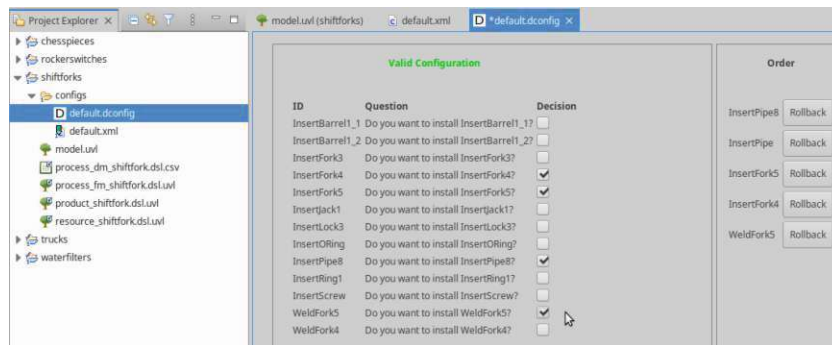 Project Explorer
model.uvl (shiftforks)
default.xml
*default.dconfig
chesspieces
rockerswitches
shiftforks
configs
default.dconfig
default.xml
model.uvl
process_dm_shiftfork.dsl.csv
process_fm_shiftfork.dsl.uvl
product_shiftfork.dsl.uvl
resource_shiftfork.dsl.uvl
trucks
waterfilters
Valid Configuration
ID Question Decision
InsertBarrel1_1 Do you want to install InsertBarrel1_1?
InsertBarrel1_2 Do you want to install InsertBarrel1_2?
InsertFork3 Do you want to install InsertFork3?
InsertFork4 Do you want to install InsertFork4?
InsertFork5 Do you want to install InsertFork5?
InsertJack1 Do you want to install InsertJack1?
InsertLock3 Do you want to install InsertLock3?
InsertORing Do you want to install InsertORing?
InsertPipe8 Do you want to install InsertPipe8?
InsertRing1 Do you want to install InsertRing1?
InsertScrew Do you want to install InsertScrew?
WeldFork5 Do you want to install WeldFork5?
WeldFork4 Do you want to install WeldFork4?
Order
InsertPipe8 Rollback
InsertPipe Rollback
InsertFork5 Rollback
InsertFork4 Rollback
WeldFork5 Rollback